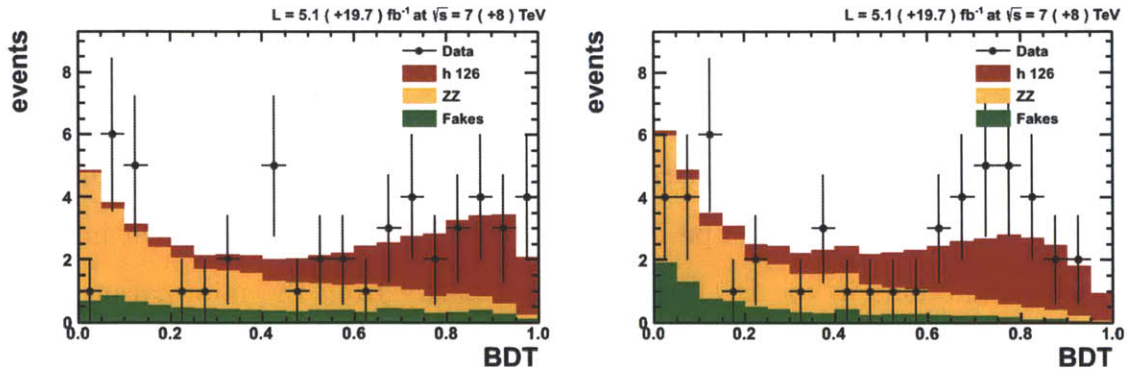 L = 5.1 ( +19.7 ) fb⁻¹ at √s = 7 ( +8 ) TeV
events
8
6
4
2
0
Data
h 126
ZZ
Fakes
0.0 0.2 0.4 0.6 0.8 1.0
BDT
L = 5.1 ( +19.7 ) fb⁻¹ at √s = 7 ( +8 ) TeV
events
8
6
4
2
0
Data
h 126
ZZ
Fakes
0.0 0.2 0.4 0.6 0.8 1.0
BDT